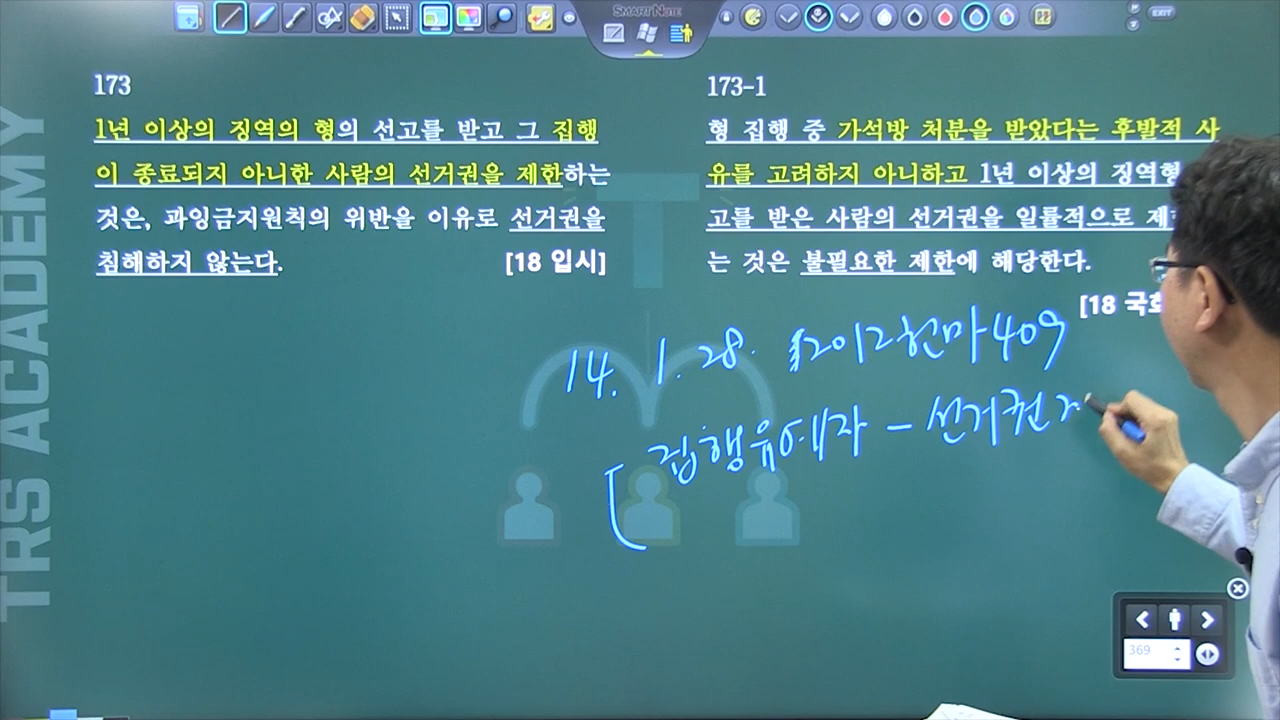 SMART NOTE
EXIT
173
1년 이상의 징역의 형의 선고를 받고 그 집행
이 종료되지 아니한 사람의 선거권을 제한하는
것은, 과잉금지원칙의 위반을 이유로 선거권을
침해하지 않는다. [18 입시]
173-1
형 집행 중 가석방 처분을 받았다는 후발적 사
유를 고려하지 아니하고 1년 이상의 징역형
고를 받은 사람의 선거권을 일률적으로 제
는 것은 불필요한 제한에 해당한다.
[18 국회
14. 1. 28. 2012헌마409
집행유예자 - 선거권
369
TRS ACADEMY